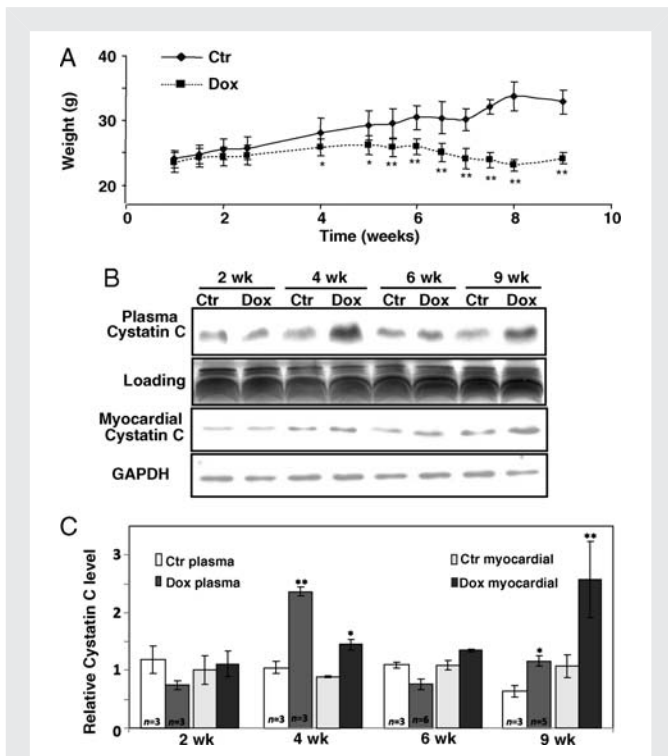 A
Ctr
Dox
Weight (g)
40
30
20
0 2 4 6 8 10
* * ** ** ** ** ** ** **
Time (weeks)
B
2 wk 4 wk 6 wk 9 wk
Ctr Dox Ctr Dox Ctr Dox Ctr Dox
Plasma
Cystatin C
Loading
Myocardial
Cystatin C
GAPDH
C
Relative Cystatin C level
3
2
1
0
Ctr plasma
Dox plasma
Ctr myocardial
Dox myocardial
** * * **
n=3 n=3 n=3 n=3 n=3 n=6 n=3 n=5
2 wk 4 wk 6 wk 9 wk